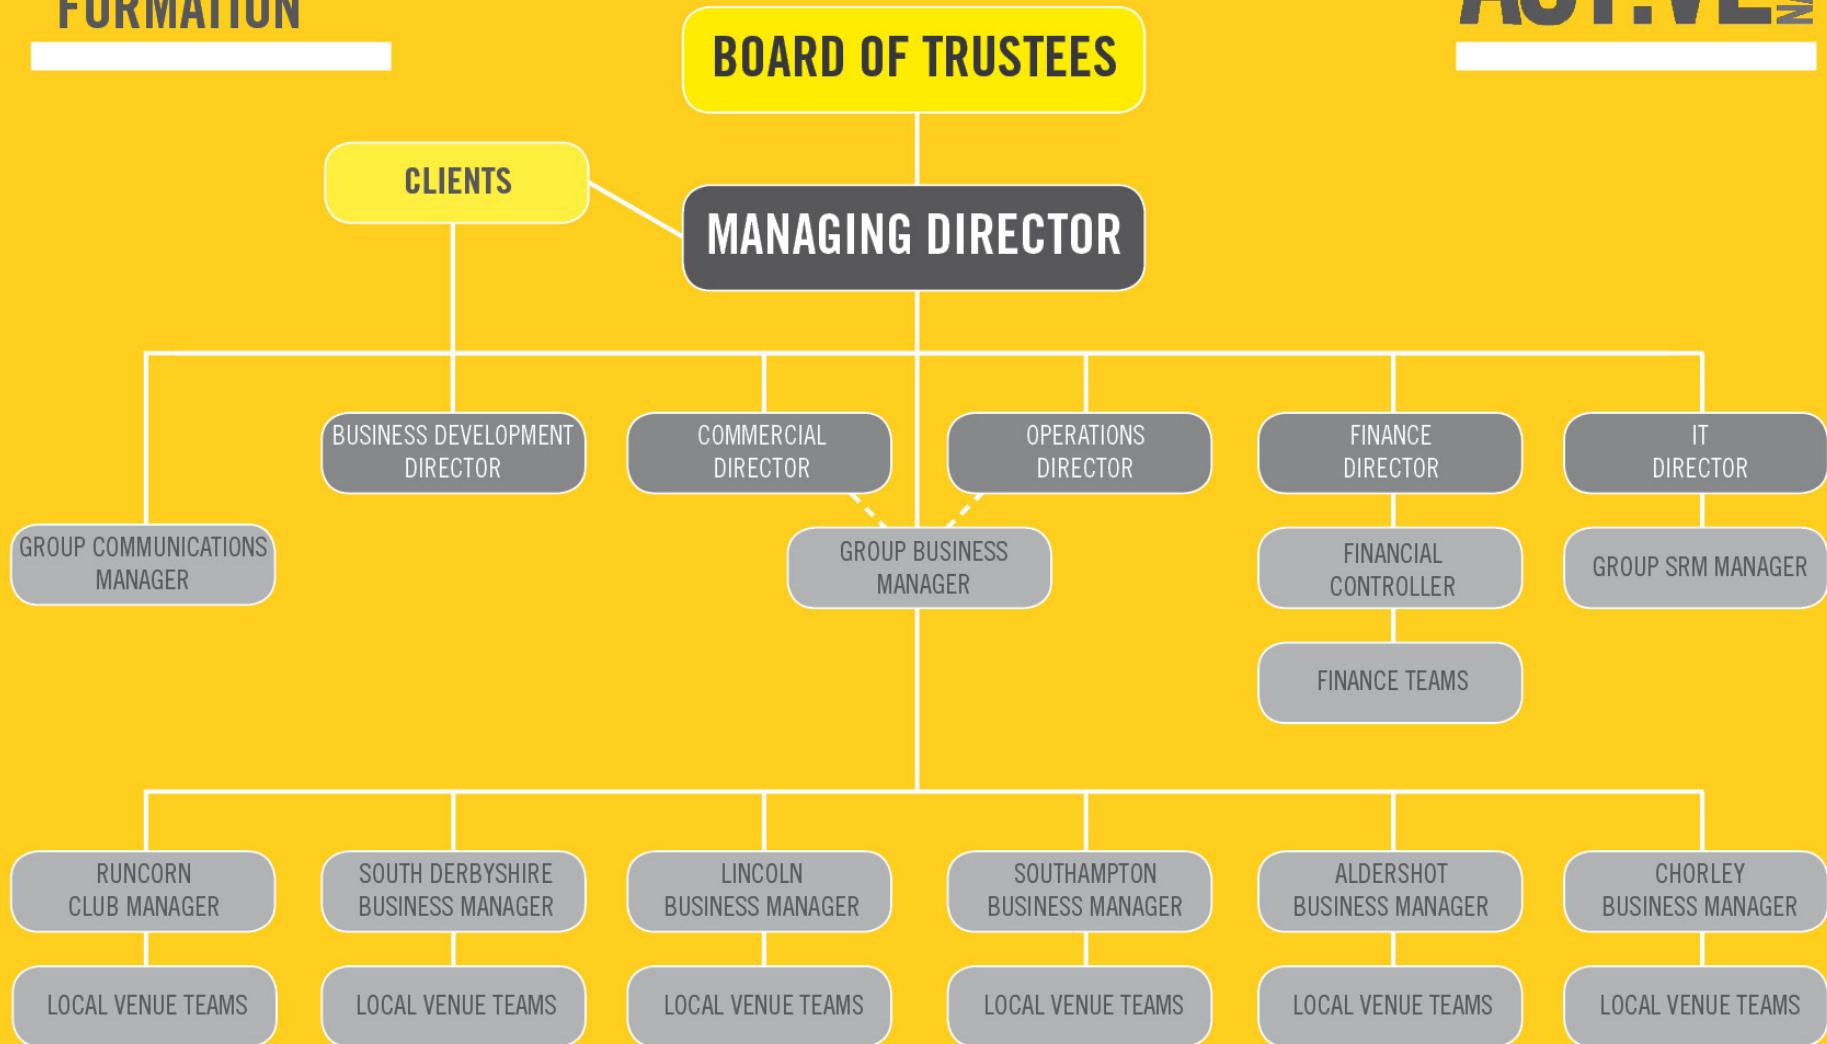 FORMATION
BOARD OF TRUSTEES
CLIENTS
MANAGING DIRECTOR
BUSINESS DEVELOPMENT
DIRECTOR
COMMERCIAL
DIRECTOR
OPERATIONS
DIRECTOR
FINANCE
DIRECTOR
IT
DIRECTOR
GROUP COMMUNICATIONS
MANAGER
GROUP BUSINESS
MANAGER
FINANCIAL
CONTROLLER
GROUP SRM MANAGER
FINANCE TEAMS
RUNCORN
CLUB MANAGER
SOUTH DERBYSHIRE
BUSINESS MANAGER
LINCOLN
BUSINESS MANAGER
SOUTHAMPTON
BUSINESS MANAGER
ALDERSHOT
BUSINESS MANAGER
CHORLEY
BUSINESS MANAGER
LOCAL VENUE TEAMS
LOCAL VENUE TEAMS
LOCAL VENUE TEAMS
LOCAL VENUE TEAMS
LOCAL VENUE TEAMS
LOCAL VENUE TEAMS